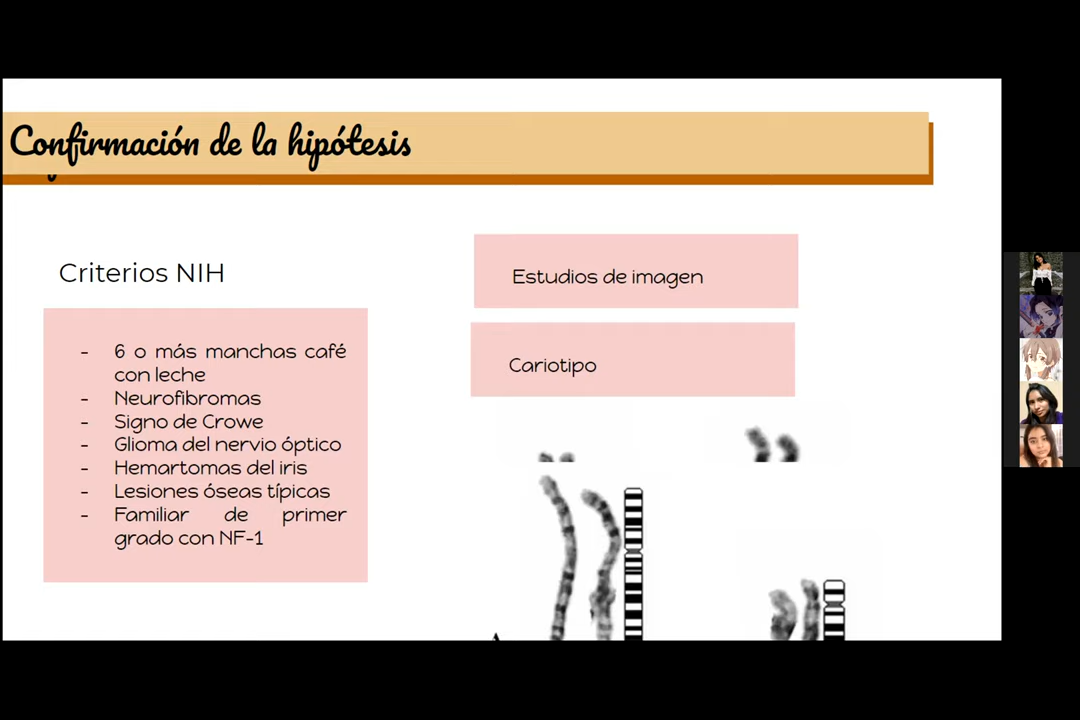 Confirmación de la hipótesis
Criterios NIH
- 6 o más manchas café
con leche
- Neurofibromas
- Signo de Crowe
- Glioma del nervio óptico
- Hemartomas del iris
- Lesiones óseas típicas
- Familiar de primer
grado con NF-1
Estudios de imagen
Cariotipo